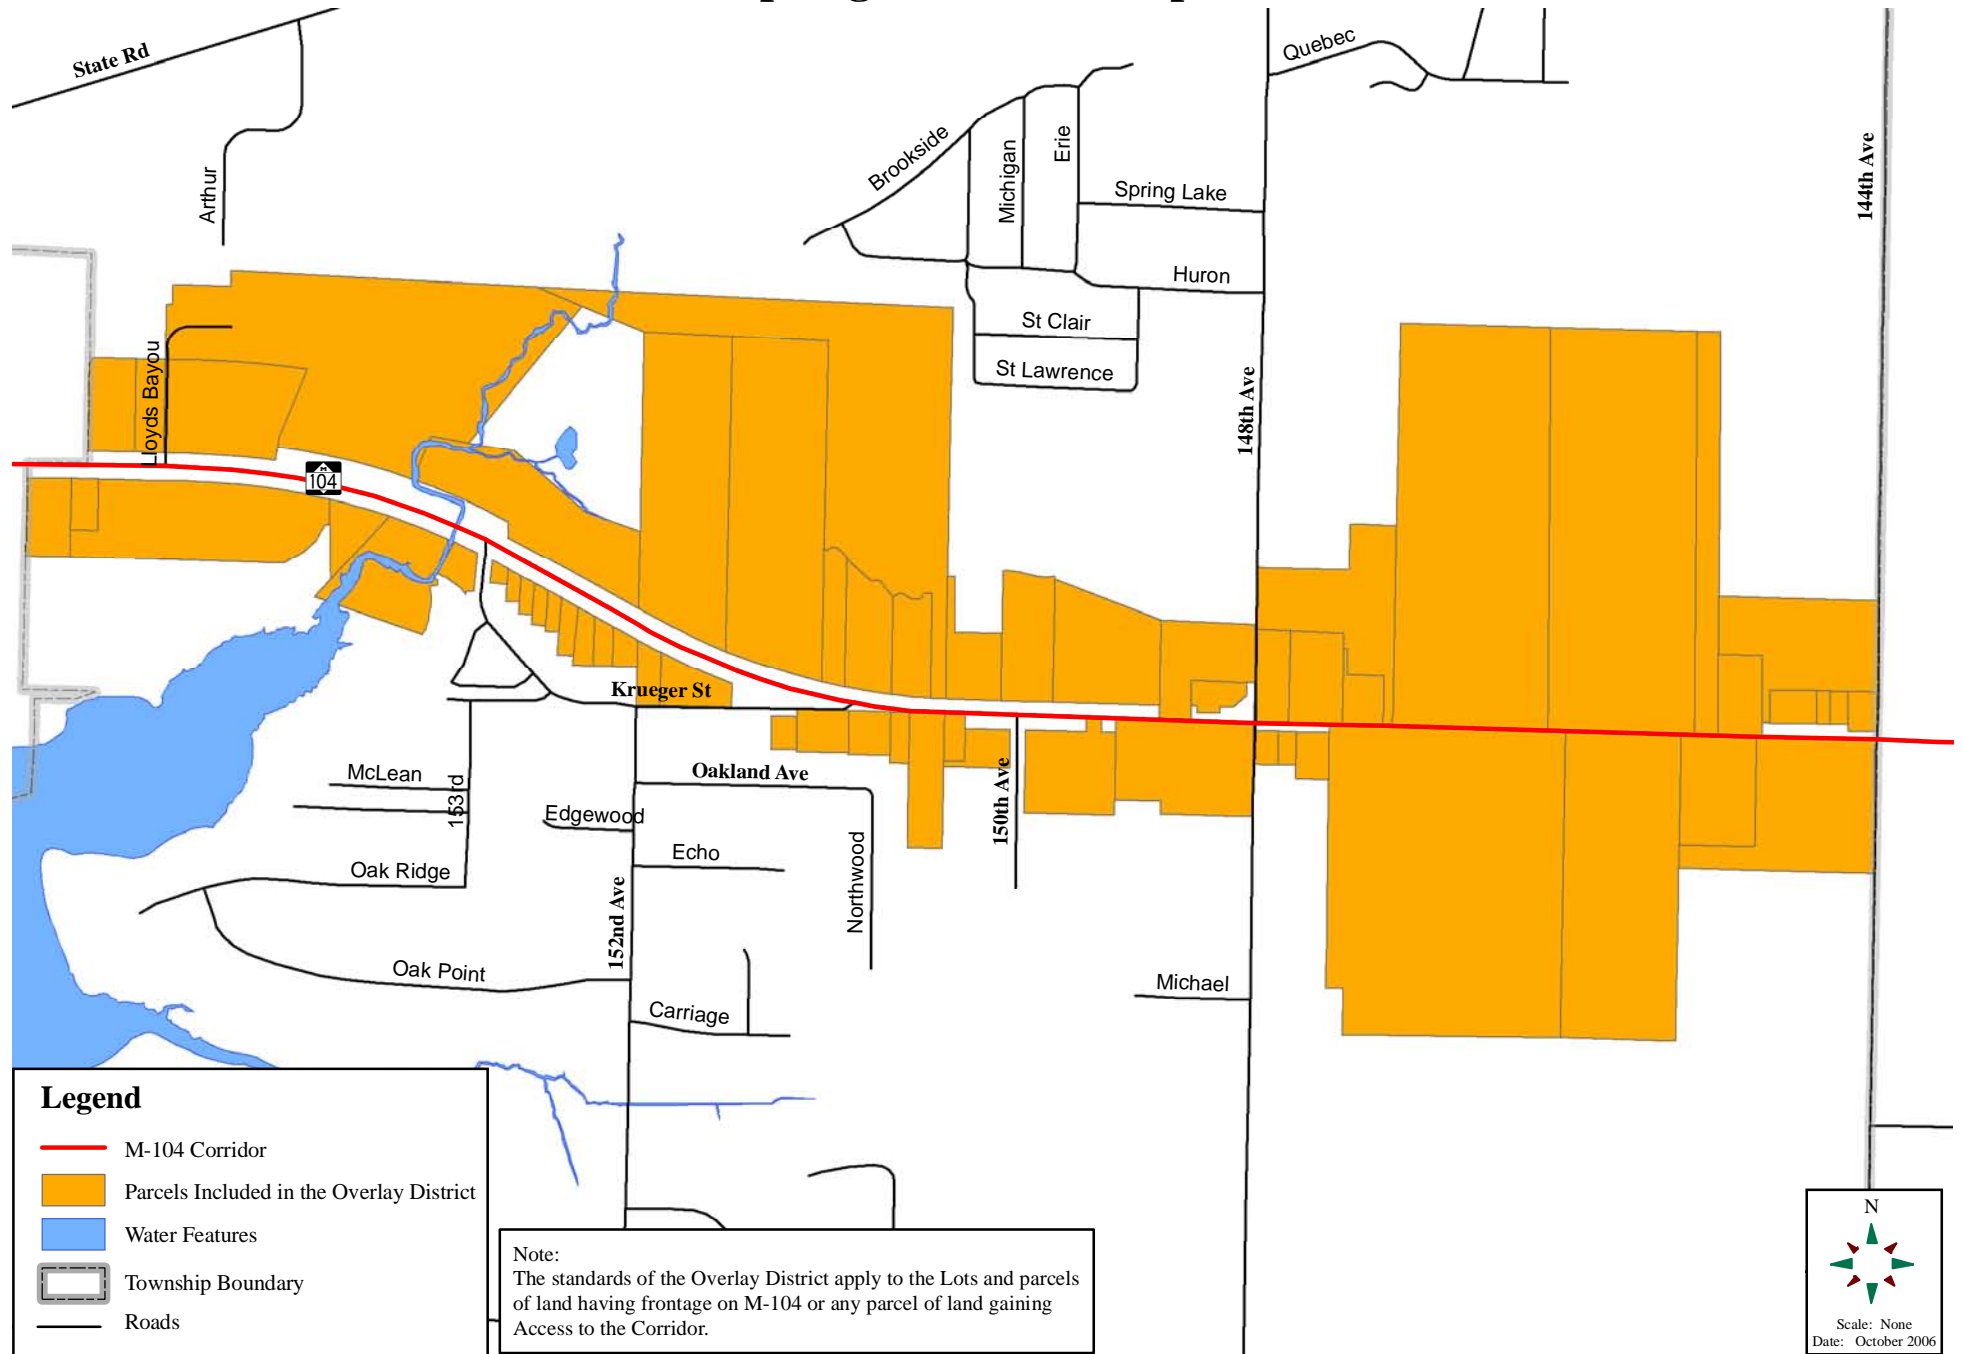 State Rd
Quebec
Arthur
Brookside
Michigan
Erie
Spring Lake
144th Ave
Huron
St Clair
St Lawrence
Lloyds Bayou
148th Ave
M
104
Krueger St
McLean
153rd
Oakland Ave
150th Ave
Edgewood
Echo
Northwood
Oak Ridge
152nd Ave
Oak Point
Michael
Carriage
Legend
M-104 Corridor
Parcels Included in the Overlay District
Water Features
Township Boundary
Roads
Note:
The standards of the Overlay District apply to the Lots and parcels
of land having frontage on M-104 or any parcel of land gaining
Access to the Corridor.
N
Scale: None
Date: October 2006